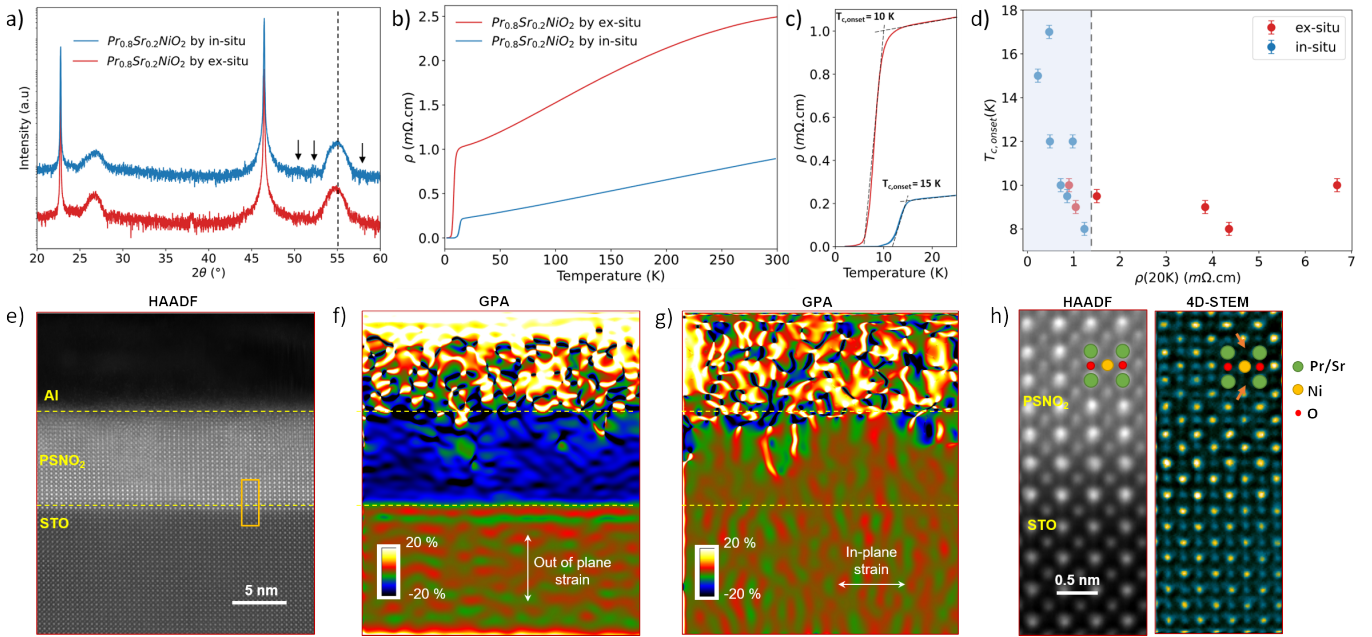 a)
Pr0.8Sr0.2NiO2 by in-situ
Pr0.8Sr0.2NiO2 by ex-situ
Intensity (a.u)
20 25 30 35 40 45 50 55 60
2θ (°)
b)
Pr0.8Sr0.2NiO2 by ex-situ
Pr0.8Sr0.2NiO2 by in-situ
ρ (mΩ.cm)
2.5
2.0
1.5
1.0
0.5
0.0
0 50 100 150 200 250 300
Temperature (K)
c)
Tc,onset = 10 K
Tc,onset = 15 K
ρ (mΩ.cm)
1.0
0.8
0.6
0.4
0.2
0.0
0 10 20
Temperature (K)
d)
ex-situ
in-situ
Tc,onset(K)
18
16
14
12
10
8
0 1 2 3 4 5 6 7
ρ(20K) (mΩ.cm)
e)
HAADF
Al
PSNO2
STO
5 nm
f)
GPA
20 %
-20 %
Out of plane
strain
g)
GPA
20 %
-20 %
In-plane
strain
h)
HAADF
PSNO2
STO
0.5 nm
4D-STEM
Pr/Sr
Ni
O